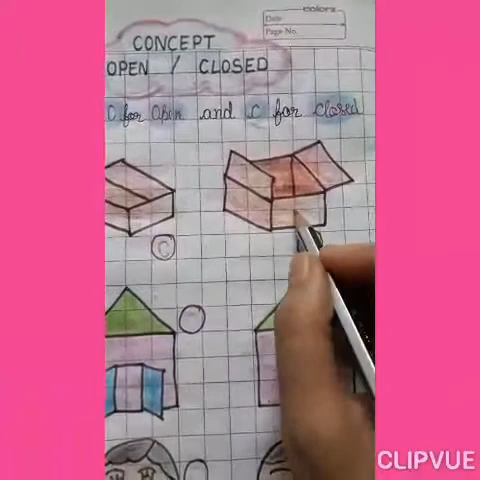 colors
Date
Page No.
CONCEPT
OPEN / CLOSED
O for Open and C for closed
C
CLIPVUE